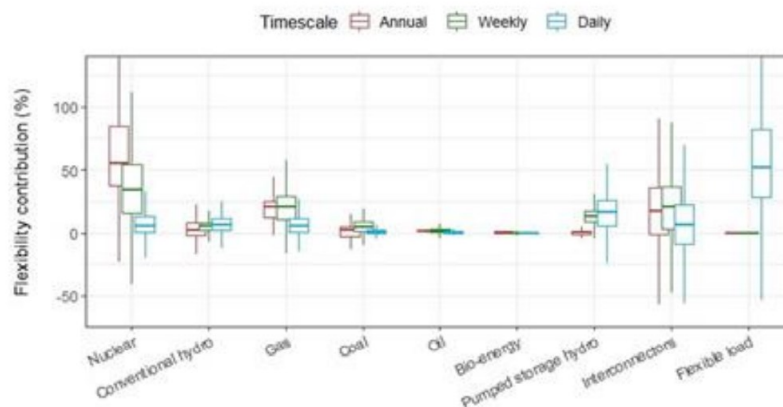 Timescale Annual Weekly Daily
Flexibility contribution (%)
100
50
0
-50
Nuclear
Conventional hydro
Gas
Coal
Oil
Bio-energy
Pumped storage hydro
Interconnectors
Flexible load